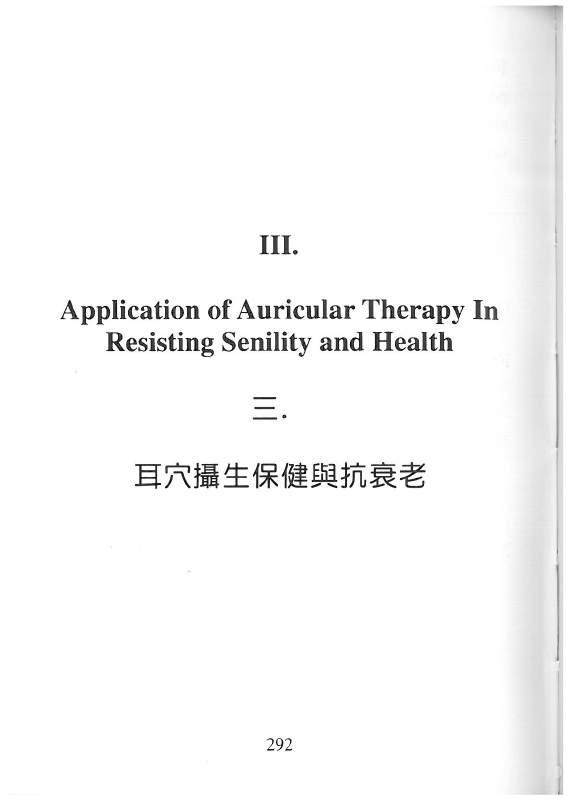 III.
Application of Auricular Therapy In
Resisting Senility and Health
三.
耳穴攝生保健與抗衰老
292